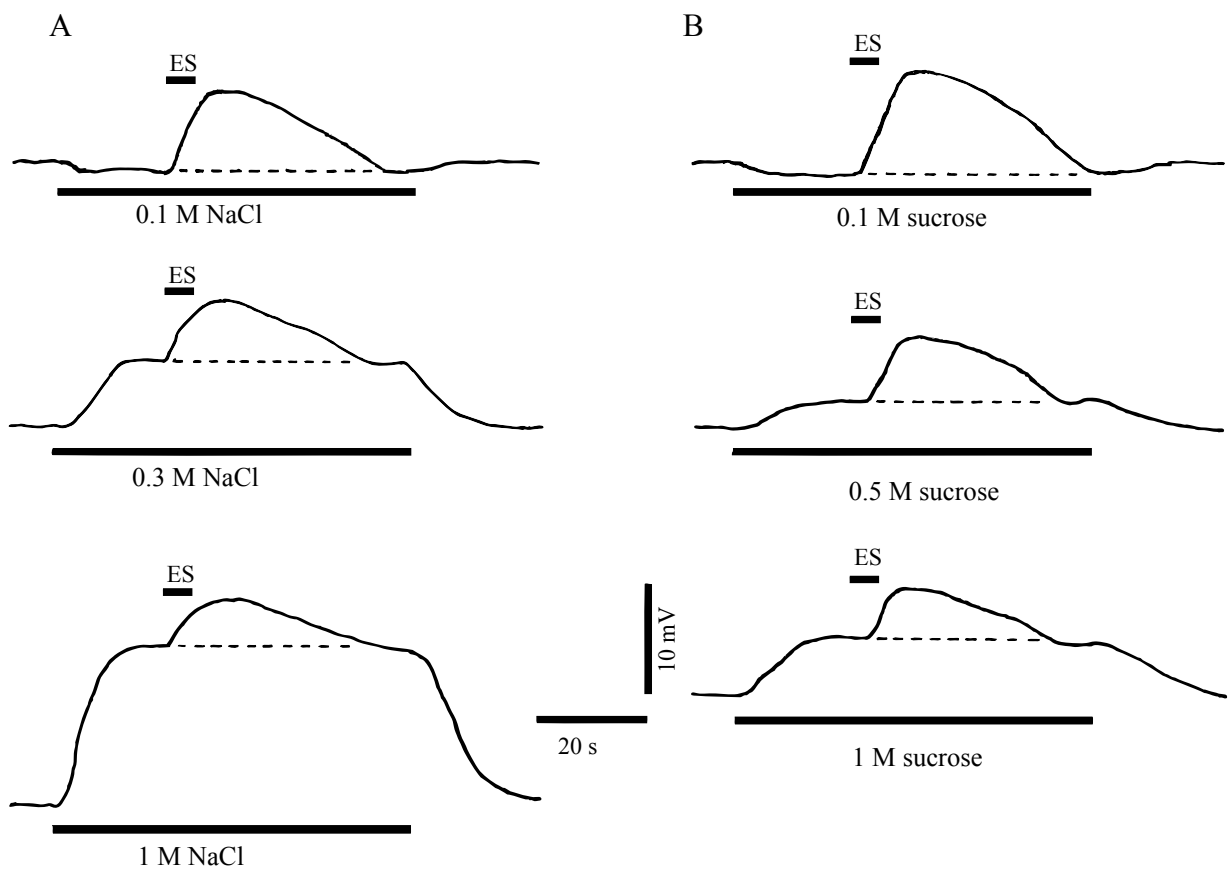 A
ES
0.1 M NaCl
ES
0.3 M NaCl
ES
1 M NaCl
10 mV
20 s
B
ES
0.1 M sucrose
ES
0.5 M sucrose
ES
1 M sucrose